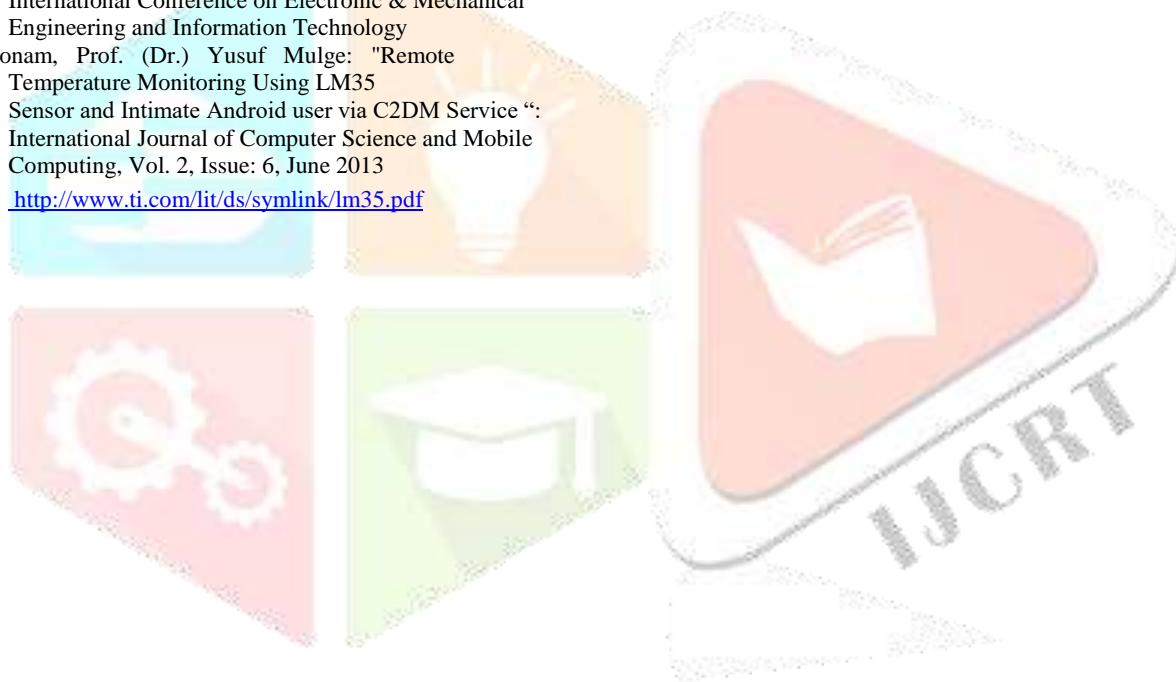 International Conference on Electronic & Mechanical
Engineering and Information Technology
onam, Prof. (Dr.) Yusuf Mulge: "Remote
Temperature Monitoring Using LM35
Sensor and Intimate Android user via C2DM Service “:
International Journal of Computer Science and Mobile
Computing, Vol. 2, Issue: 6, June 2013
http://www.ti.com/lit/ds/symlink/lm35.pdf
IJCRT